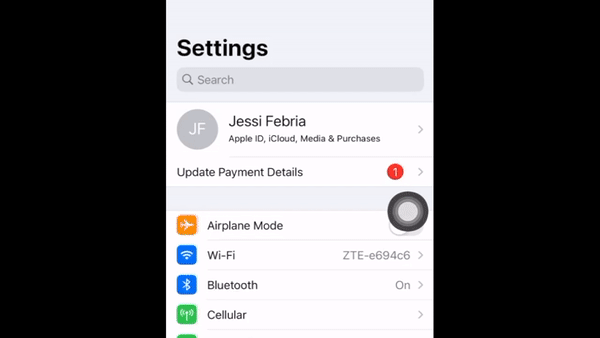 Settings
Search
JF
Jessi Febria
Apple ID, iCloud, Media & Purchases
Update Payment Details 1
Airplane Mode
Wi-Fi ZTE-e694c6
Bluetooth On
Cellular